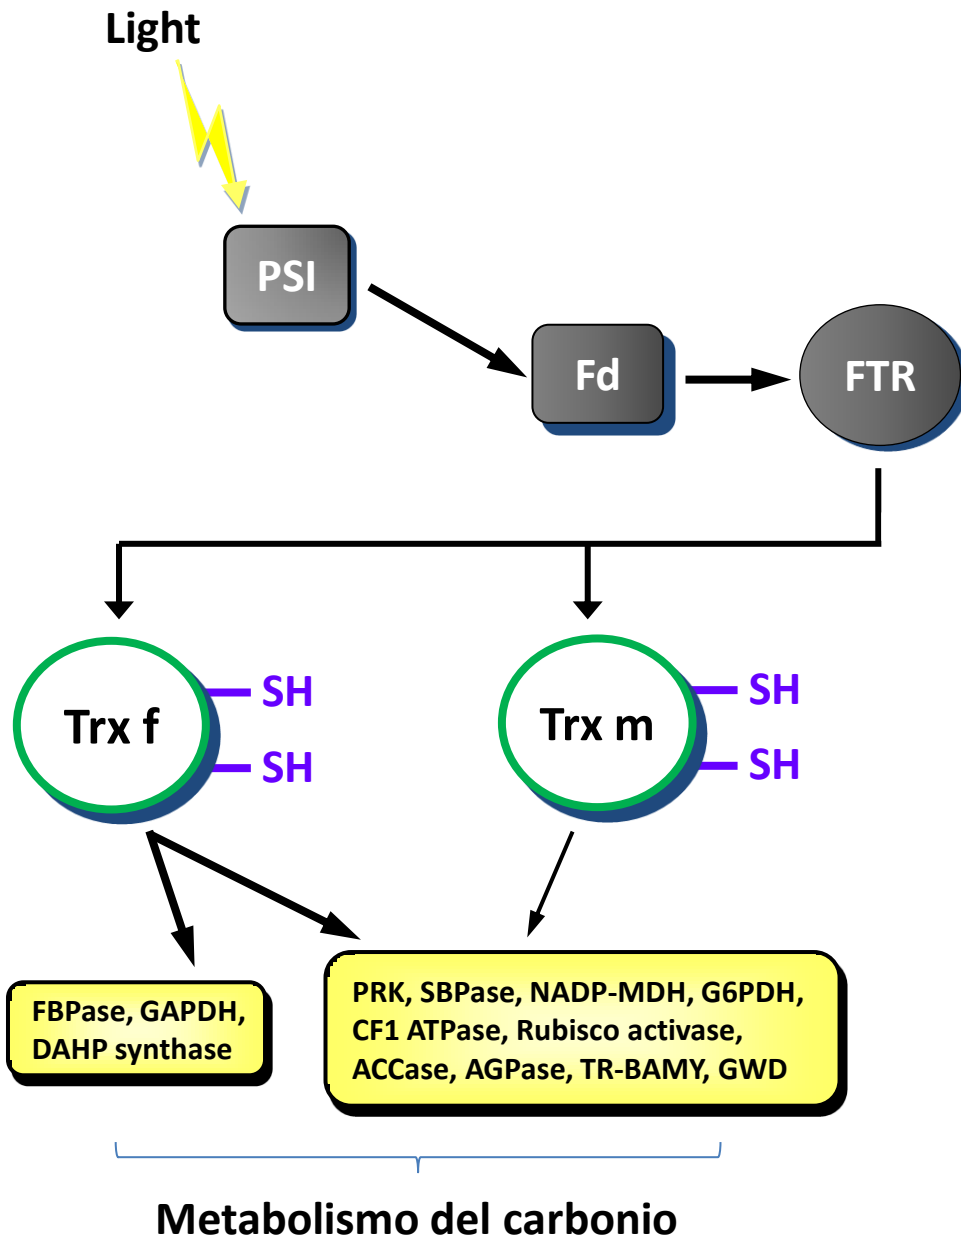 Light
PSI
Fd
FTR
Trx f
SH
SH
Trx m
SH
SH
FBPase, GAPDH,
DAHP synthase
PRK, SBPase, NADP-MDH, G6PDH,
CF1 ATPase, Rubisco activase,
ACCase, AGPase, TR-BAMY, GWD
Metabolismo del carbonio